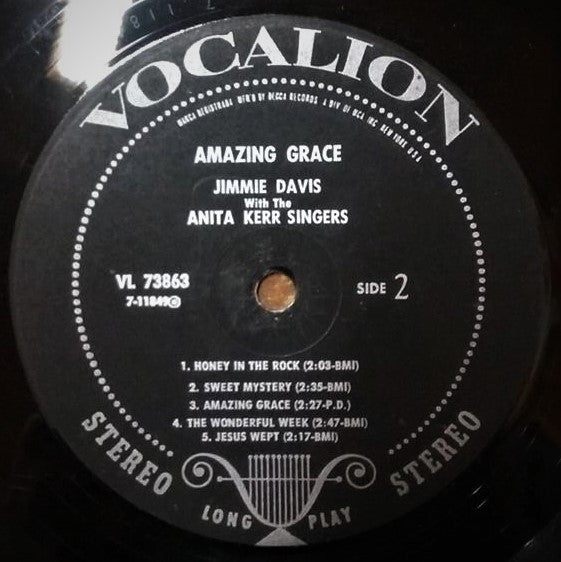 VOCALION
MARCA REGISTRADA MFR'D BY DECCA RECORDS, A DIV OF MCA INC. NEW YORK U.S.A.
AMAZING GRACE
JIMMIE DAVIS
With The
ANITA KERR SINGERS
VL 73863
7-11849©
SIDE 2
1. HONEY IN THE ROCK (2:03-BMI)
2. SWEET MYSTERY (2:35-BMI)
3. AMAZING GRACE (2:27-P.D.)
4. THE WONDERFUL WEEK (2:47-BMI)
5. JESUS WEPT (2:17-BMI)
STEREO
LONG PLAY
STEREO